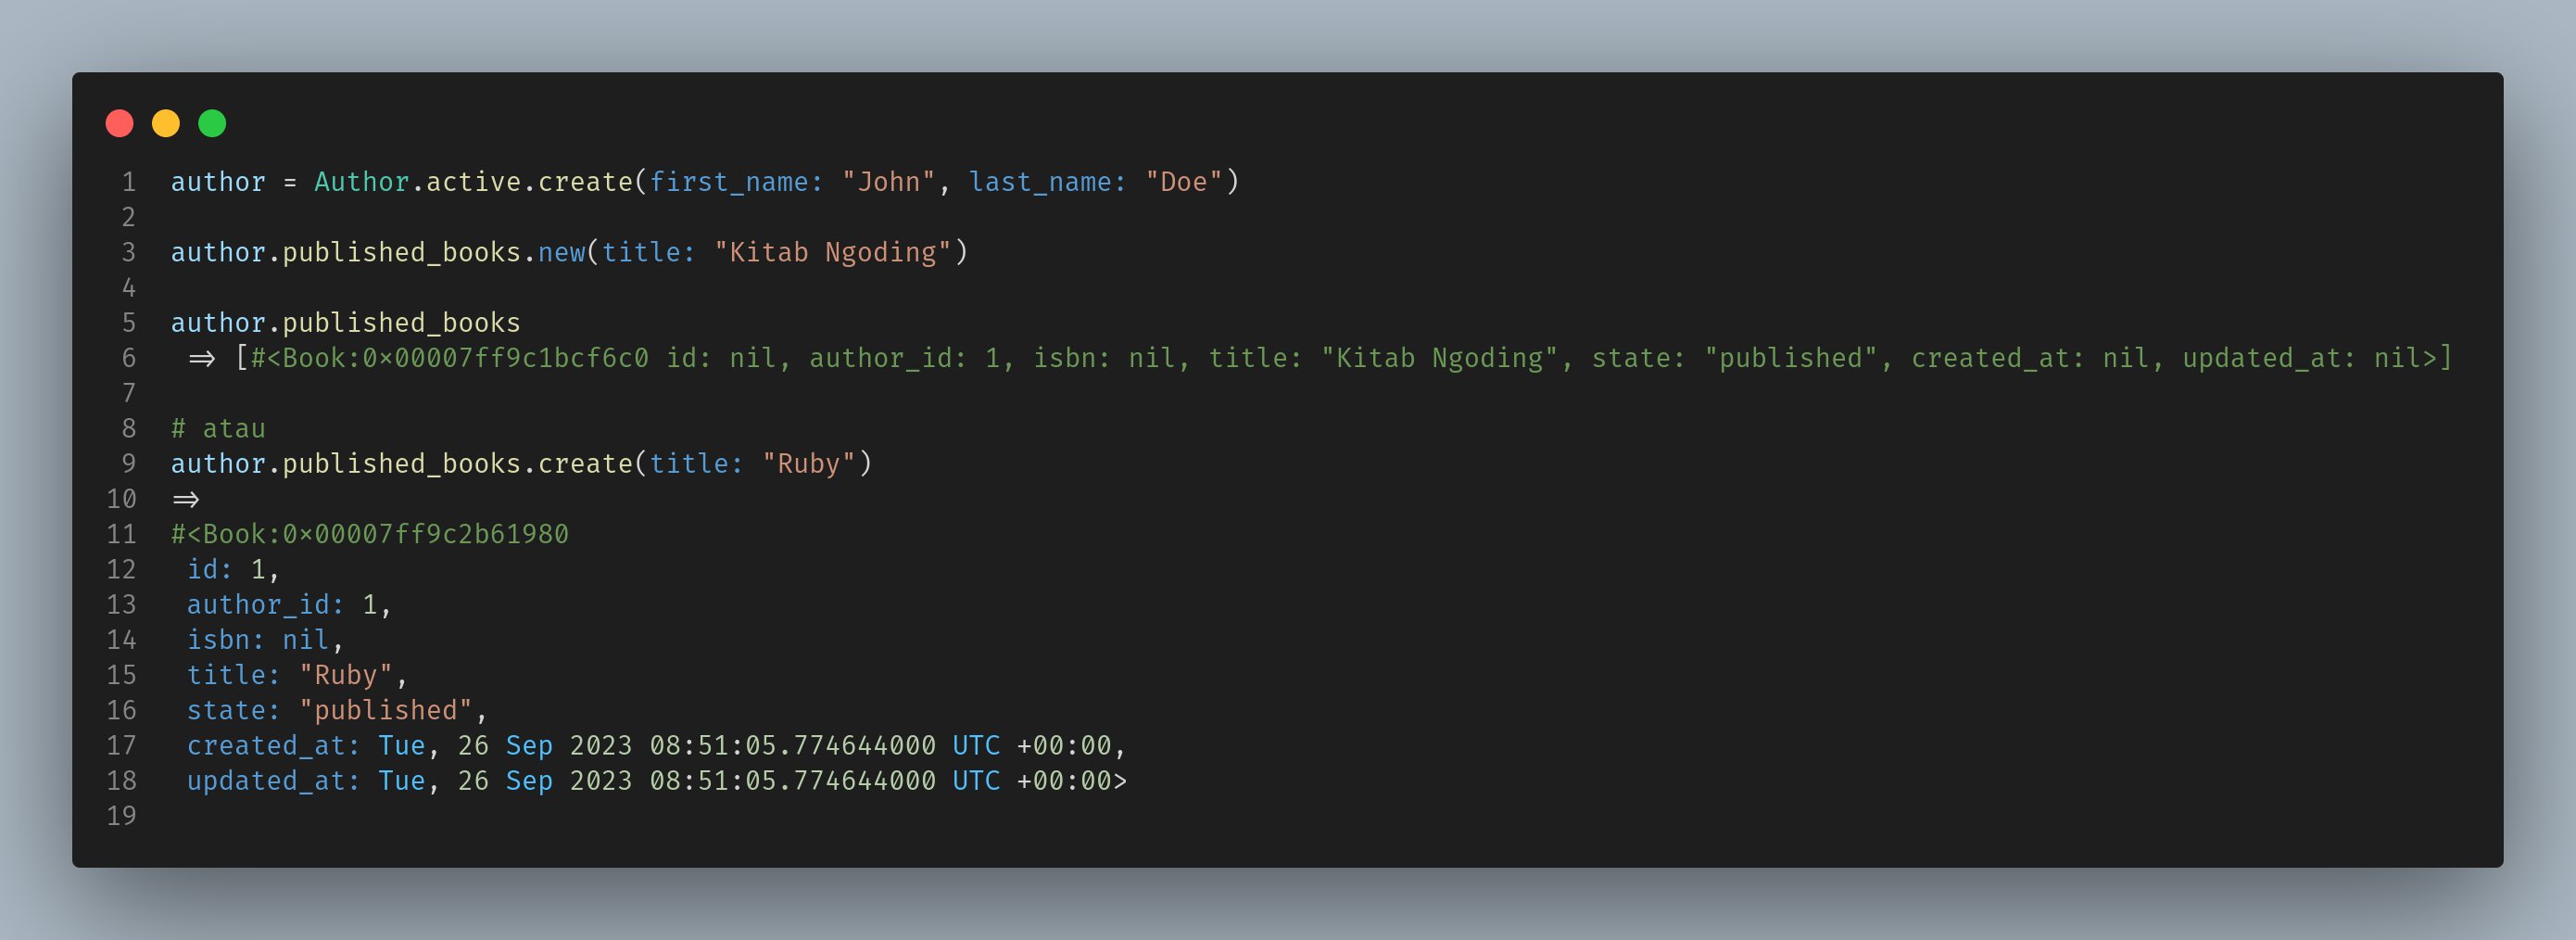 1 author = Author.active.create(first_name: "John", last_name: "Doe")
2
3 author.published_books.new(title: "Kitab Ngoding")
4
5 author.published_books
6  => [#<Book:0x00007ff9c1bcf6c0 id: nil, author_id: 1, isbn: nil, title: "Kitab Ngoding", state: "published", created_at: nil, updated_at: nil>]
7
8 # atau
9 author.published_books.create(title: "Ruby")
10 =>
11 #<Book:0x00007ff9c2b61980
12  id: 1,
13  author_id: 1,
14  isbn: nil,
15  title: "Ruby",
16  state: "published",
17  created_at: Tue, 26 Sep 2023 08:51:05.774644000 UTC +00:00,
18  updated_at: Tue, 26 Sep 2023 08:51:05.774644000 UTC +00:00>
19